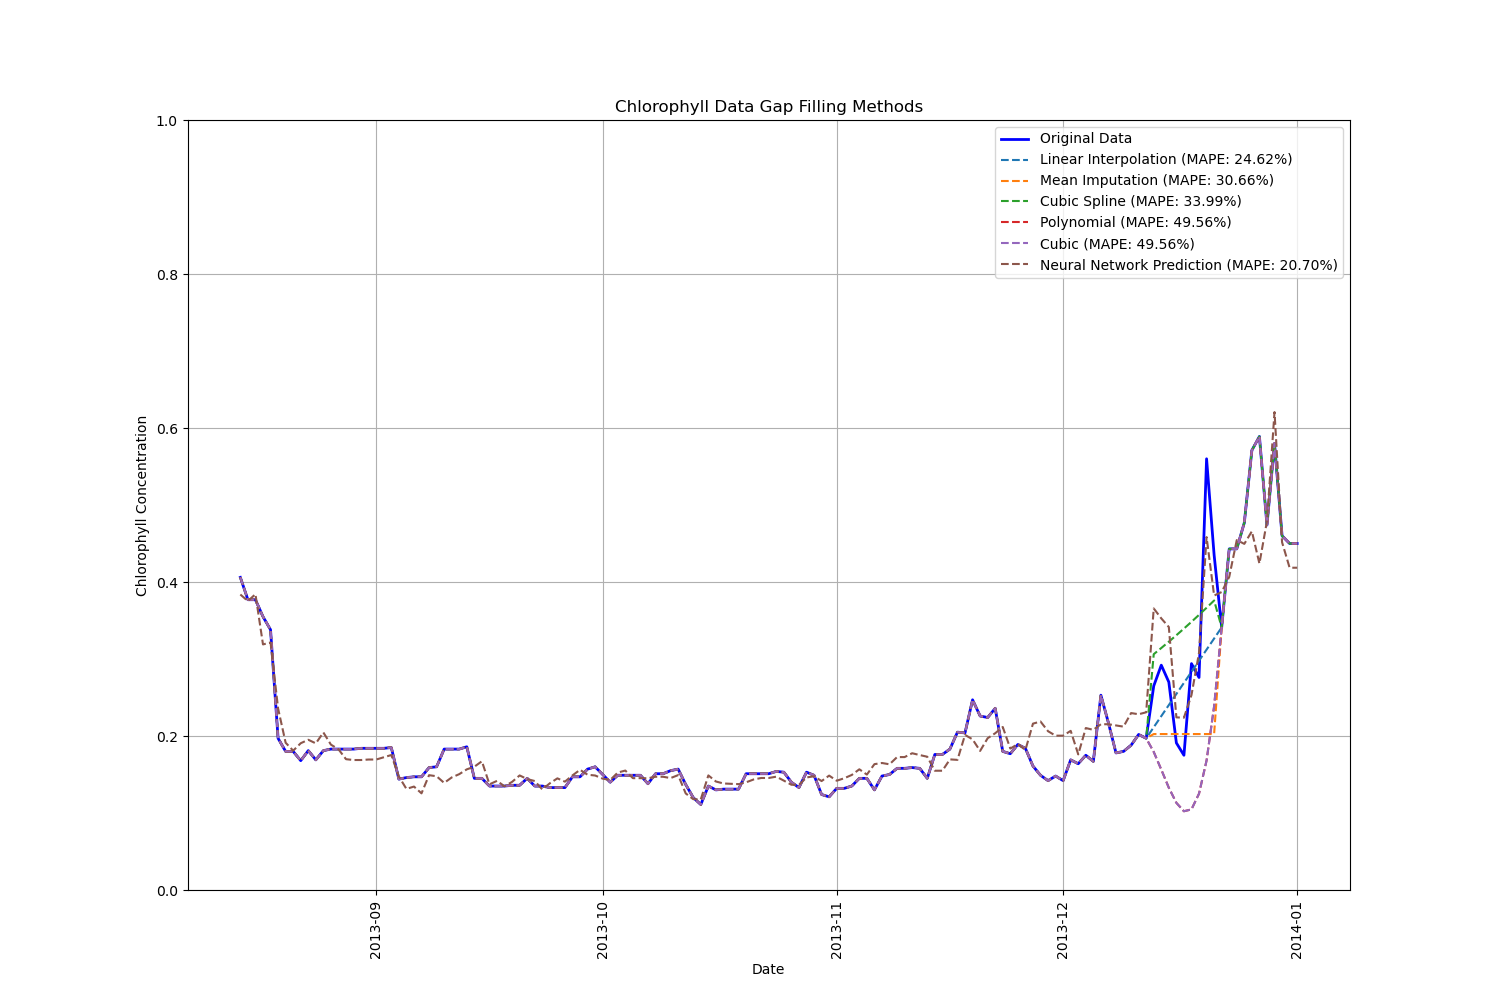 Chlorophyll Data Gap Filling Methods
Original Data
Linear Interpolation (MAPE: 24.62%)
Mean Imputation (MAPE: 30.66%)
Cubic Spline (MAPE: 33.99%)
Polynomial (MAPE: 49.56%)
Cubic (MAPE: 49.56%)
Neural Network Prediction (MAPE: 20.70%)
Chlorophyll Concentration
1.0
0.8
0.6
0.4
0.2
0.0
2013-09
2013-10
2013-11
2013-12
2014-01
Date